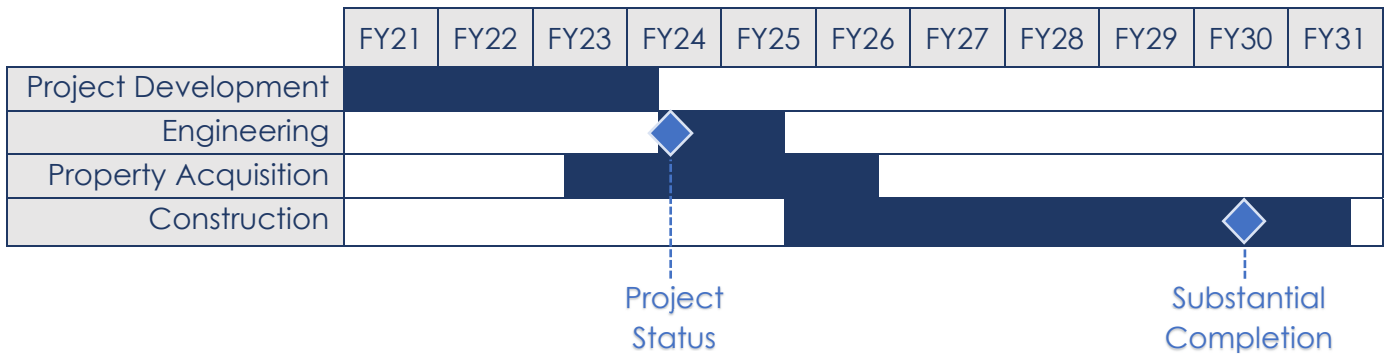 FY21 FY22 FY23 FY24 FY25 FY26 FY27 FY28 FY29 FY30 FY31
Project Development
Engineering
Property Acquisition
Construction
Project Substantial
Status Completion